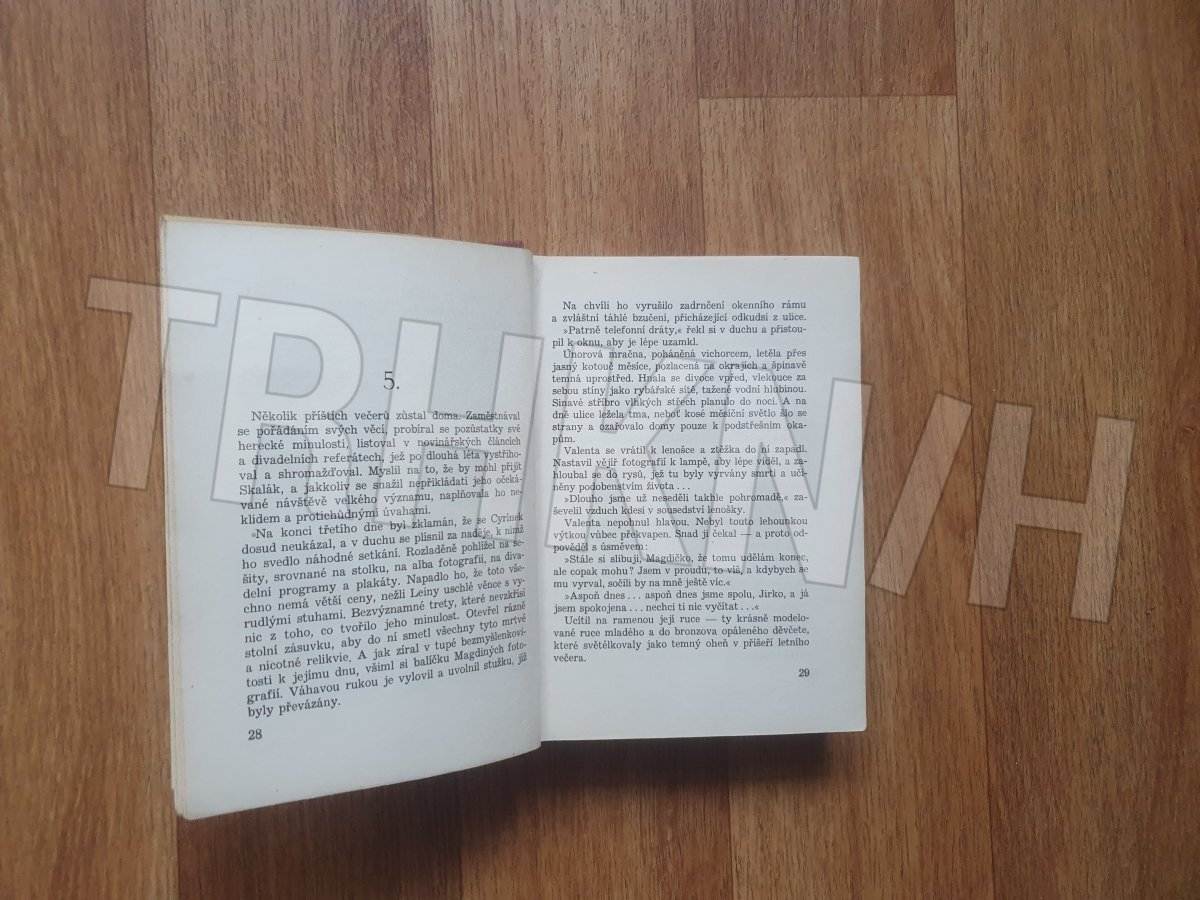 5.
Několik příštích večerů zůstal doma. Zaměstnával
se pořádáním svých věcí, probíral se pozůstatky své
herecké minulosti, listoval v novinářských článcích
a divadelních referátech, jež po dlouhá léta vystřiho-
val a shromažďoval. Myslil na to, že by mohl přijít
Skalák, a jakkoliv se snažil nepřikládati jeho očeká-
vané návštěvě velkého významu, naplňovala ho ne-
klidem a protichůdnými úvahami.
Na konci třetího dne byl zklamán, že se Cyrínek
dosud neukázal, a v duchu se plísnil za naděje, k nimž
ho svedlo náhodné setkání. Rozladěně pohlížel na se-
šity, srovnané na stolku, na alba fotografií, na diva-
delní programy a plakáty. Napadlo ho, že toto vše-
chno nemá větší ceny, nežli Leiny uschlé věnce s vy-
rudlými stuhami. Bezvýznamné trety, které nevzkřísí
nic z toho, co tvořilo jeho minulost. Otevřel rázně
stolní zásuvku, aby do ní smetl všechny tyto mrtvé
a nicotné relikvie. A jak zíral v tupé bezmyšlenkovi-
tosti k jejímu dnu, všiml si balíčku Magdiných foto-
grafií. Váhavou rukou je vylovil a uvolnil stužku, jíž
byly převázány.
28
Na chvíli ho vyrušilo zadrnčení okenního rámu
a zvláštní táhlé bzučení, přicházející odkudsi z ulice.
»Patrně telefonní dráty,« řekl si v duchu a přistou-
pil k oknu, aby je lépe uzamkl.
Únorová mračna, poháněná vichorcem, letěla přes
jasný kotouč měsíce, pozlacená na okrajích a špinavě
temná uprostřed. Hnala se divoce vpřed, vlekouce za
sebou stíny jako rybářské sítě, tažené vodní hlubinou.
Sinavé stříbro vlhkých střech planulo do noci. A na
dně ulice ležela tma, neboť kosé měsíční světlo šlo se
strany a ozařovalo domy pouze k podstřešním oka-
pům.
Valenta se vrátil k lenošce a ztěžka do ní zapadl.
Nastavil vějíř fotografií k lampě, aby lépe viděl, a za-
hloubal se do rysů, jež tu byly vyrvány smrti a uči-
něny podobenstvím života . . .
»Dlouho jsme už neseděli takhle pohromadě,« za-
ševelil vzduch kdesi v sousedství lenošky.
Valenta nepohnul hlavou. Nebyl touto lehounkou
výtkou vůbec překvapen. Snad ji čekal — a proto od-
pověděl s úsměvem:
»Stále si slibuji, Magdičko, že tomu udělám konec,
ale copak mohu? Jsem v proudu, to víš, a kdybych se
mu vyrval, sočili by na mně ještě víc.«
»Aspoň dnes . . . aspoň dnes jsme spolu, Jirko, a já
jsem spokojena . . . nechci ti nic vyčítat . . .«
Ucítil na ramenou její ruce — ty krásně modelo-
vané ruce mladého a do bronzova opáleného děvčete,
které světélkovaly jako temný oheň v příšeří letního
večera.
29
TRHKNIH